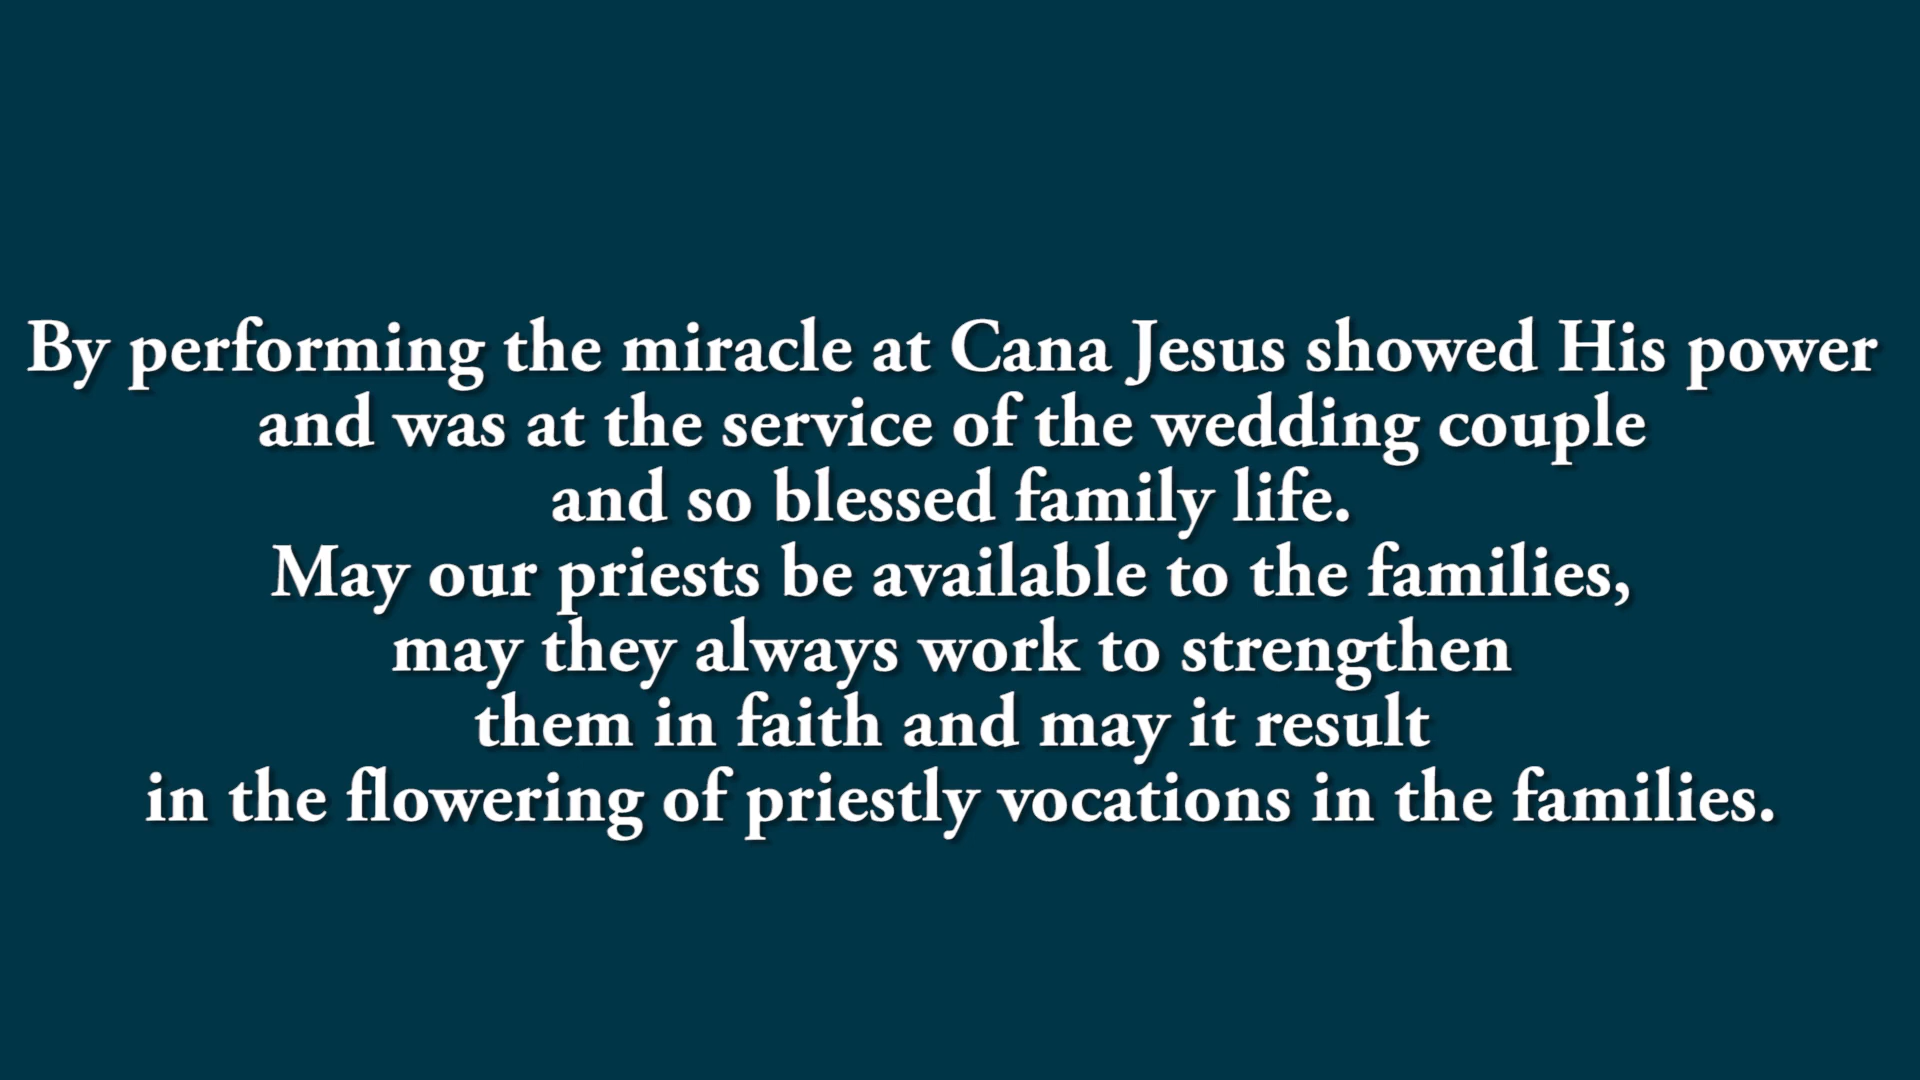 By performing the miracle at Cana Jesus showed His power
and was at the service of the wedding couple
and so blessed family life.
May our priests be available to the families,
may they always work to strengthen
them in faith and may it result
in the flowering of priestly vocations in the families.